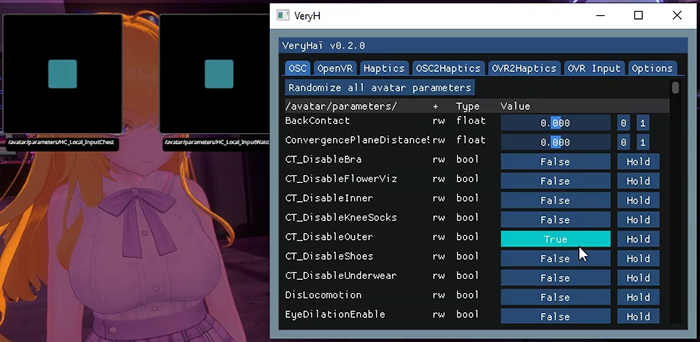 VeryH
VeryHai v0.2.0
OSC OpenVR Haptics OSC2Haptics OVR2Haptics OVR Input Options
Randomize all avatar parameters
/avatar/parameters/ + Type Value
BackContact rw float 0.000 0 1
ConvergencePlaneDistanceS rw float 0.000 0 1
CT_DisableBra rw bool False Hold
CT_DisableFlowerViz rw bool False Hold
CT_DisableInner rw bool False Hold
CT_DisableKneeSocks rw bool False Hold
CT_DisableOuter rw bool True Hold
CT_DisableShoes rw bool False Hold
CT_DisableUnderwear rw bool False Hold
DisLocomotion rw bool False Hold
EyeDilationEnable rw bool False Hold
/avatar/parameters/HC_Local_InputChest